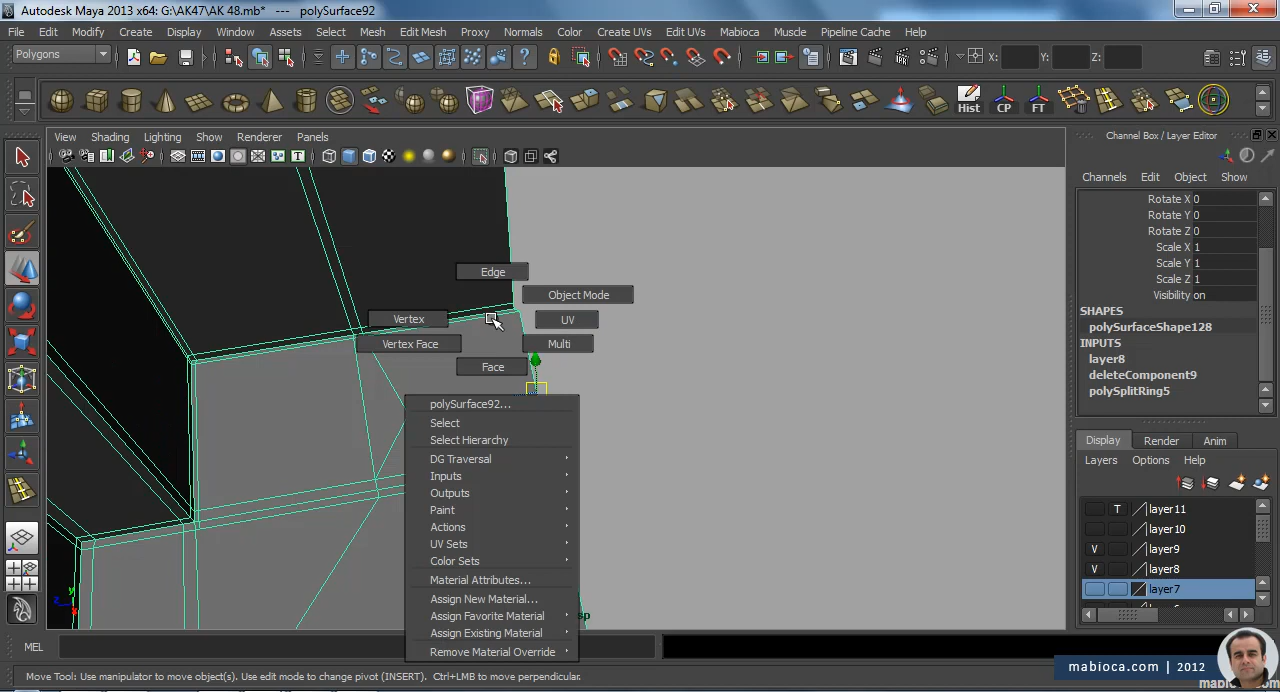 Autodesk Maya 2013 x64: G:\AK47\AK 48.mb* --- polySurface92
File Edit Modify Create Display Window Assets Select Mesh Edit Mesh Proxy Normals Color Create UVs Edit UVs Mabioca Muscle Pipeline Cache Help
Polygons
X: Y: Z:
Hist CP FT
View Shading Lighting Show Renderer Panels
Channel Box / Layer Editor
Channels Edit Object Show
Rotate X 0
Rotate Y 0
Rotate Z 0
Scale X 1
Scale Y 1
Scale Z 1
Visibility on
SHAPES
polySurfaceShape128
INPUTS
layer8
deleteComponent9
polySplitRing5
Edge
Object Mode
Vertex
UV
Vertex Face
Multi
Face
polySurface92...
Select
Select Hierarchy
DG Traversal
Inputs
Outputs
Paint
Actions
UV Sets
Color Sets
Material Attributes...
Assign New Material...
Assign Favorite Material
Assign Existing Material
Remove Material Override
Display Render Anim
Layers Options Help
T layer11
layer10
V layer9
V layer8
layer7
y
z
x
sp
MEL
mabioca.com | 2012
mabioca.com
Move Tool: Use manipulator to move object(s). Use edit mode to change pivot (INSERT). Ctrl+LMB to move perpendicular.